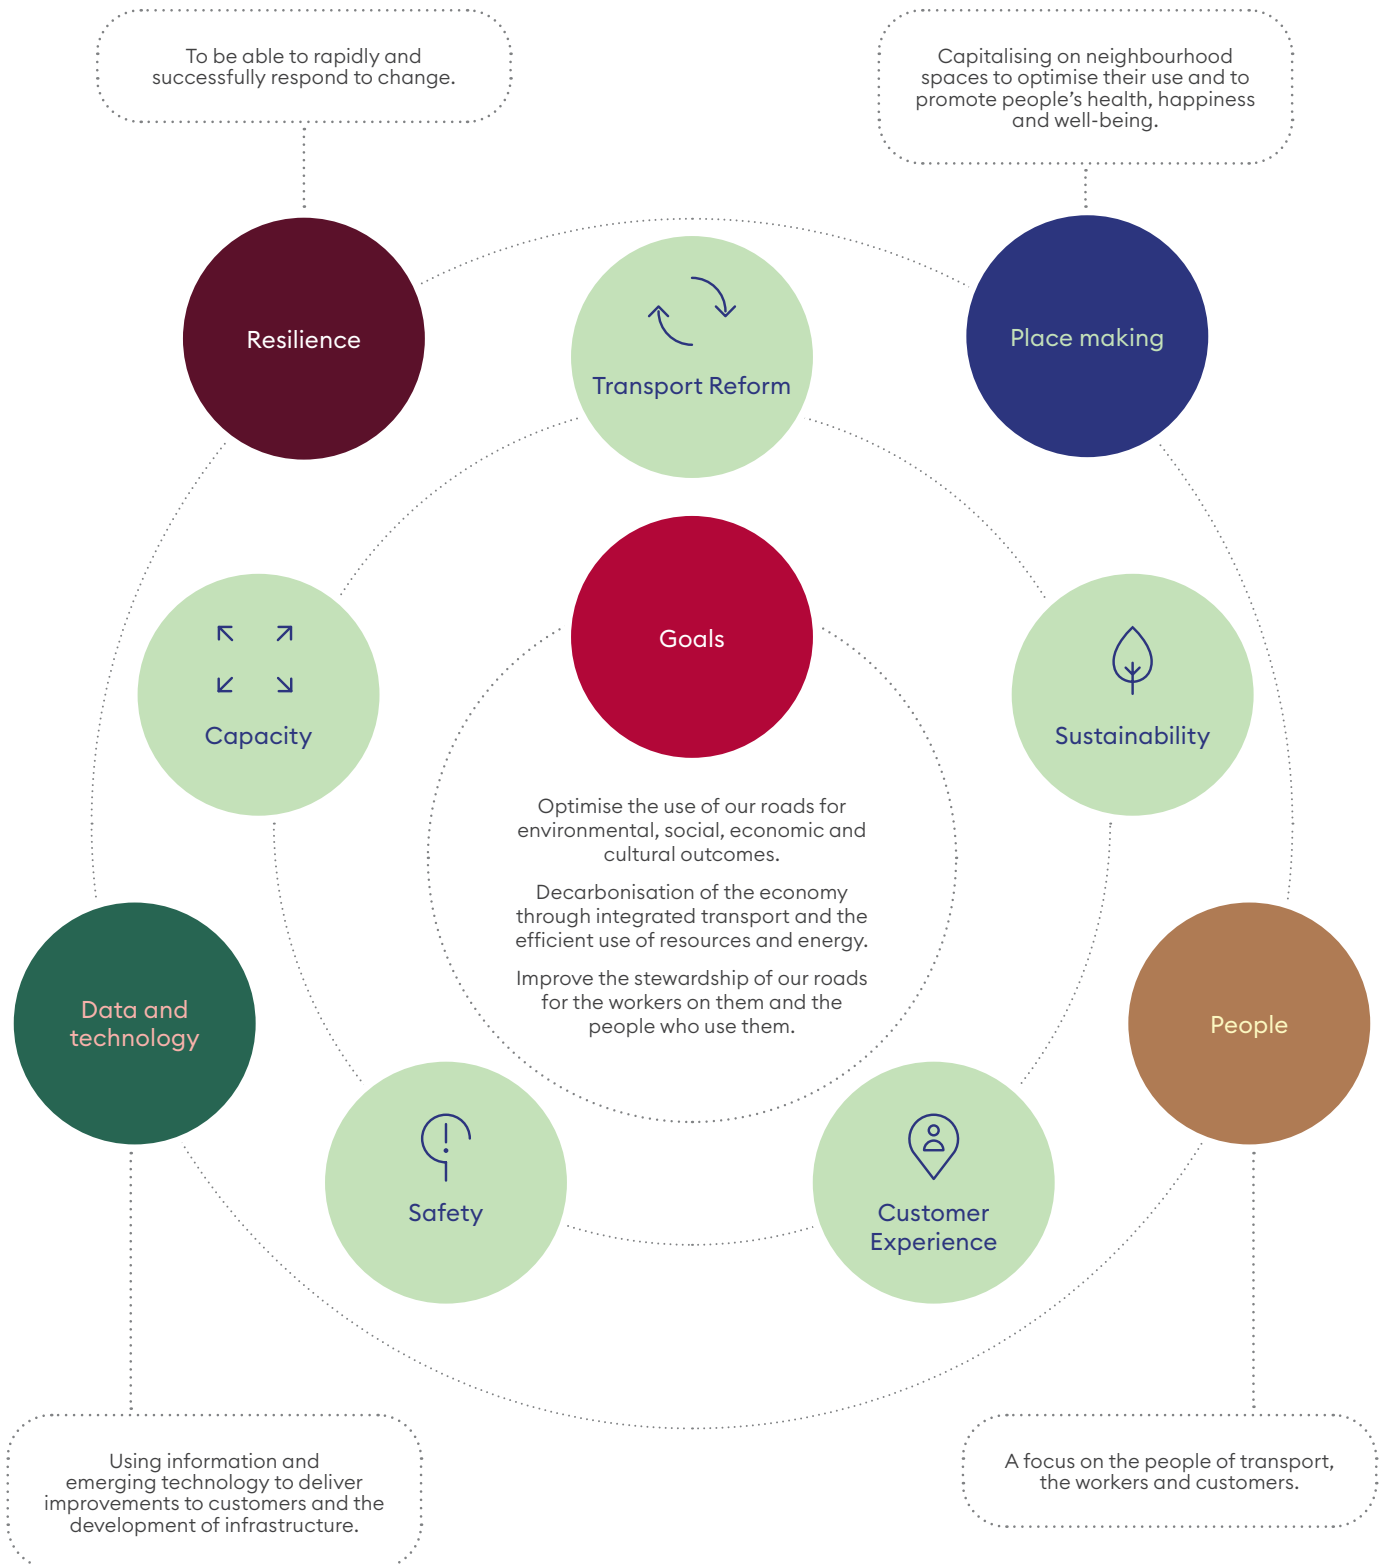 To be able to rapidly and
successfully respond to change.
Capitalising on neighbourhood
spaces to optimise their use and to
promote people’s health, happiness
and well-being.
Resilience
Transport Reform
Place making
Goals
Capacity
Sustainability
Optimise the use of our roads for
environmental, social, economic and
cultural outcomes.
Decarbonisation of the economy
through integrated transport and the
efficient use of resources and energy.
Improve the stewardship of our roads
for the workers on them and the
people who use them.
Data and
technology
People
Safety
Customer
Experience
Using information and
emerging technology to deliver
improvements to customers and the
development of infrastructure.
A focus on the people of transport,
the workers and customers.